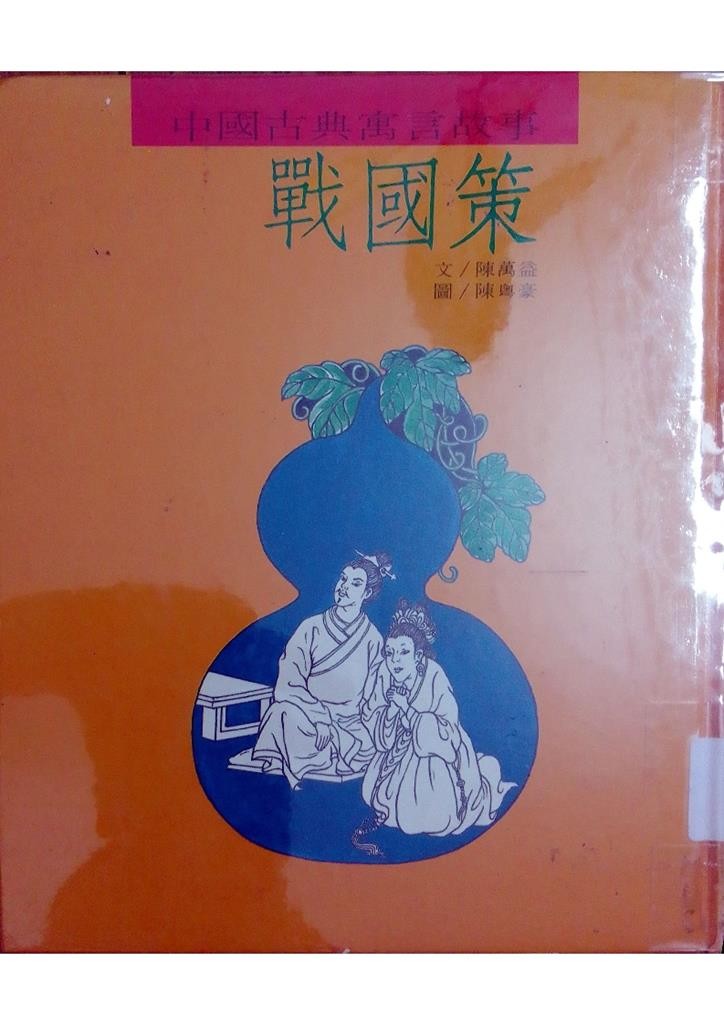 中國古典寓言故事
戰國策
文／陳萬益
圖／陳粵豪